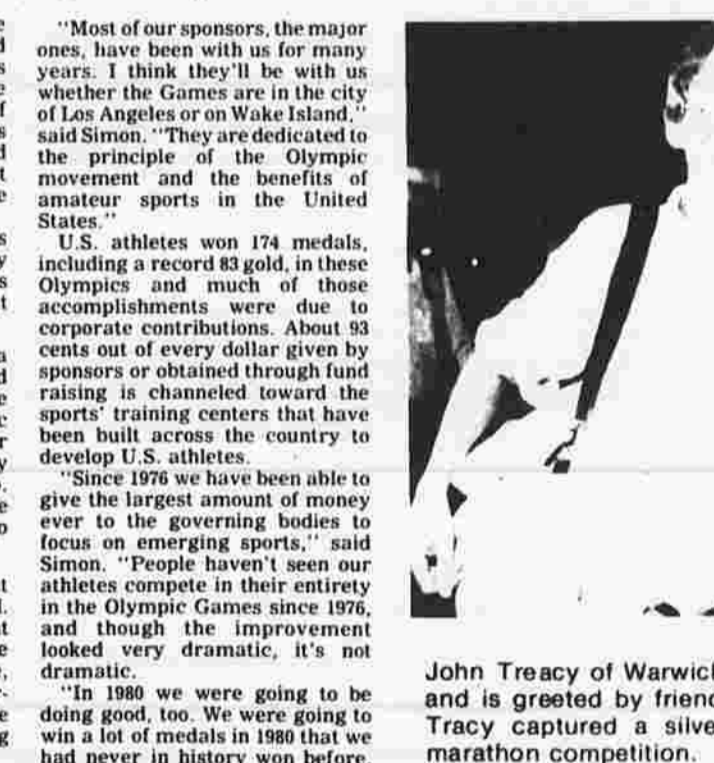 "Most of our sponsors, the major
ones, have been with us for many
years. I think they'll be with us
whether the Games are in the city
of Los Angeles or on Wake Island,"
said Simon. "They are dedicated to
the principle of the Olympic
movement and the benefits of
amateur sports in the United
States."
U.S. athletes won 174 medals,
including a record 83 gold, in these
Olympics and much of those
accomplishments were due to
corporate contributions. About 93
cents out of every dollar given by
sponsors or obtained through fund
raising is channeled toward the
sports' training centers that have
been built across the country to
develop U.S. athletes.
"Since 1976 we have been able to
give the largest amount of money
ever to the governing bodies to
focus on emerging sports," said
Simon. "People haven't seen our
athletes compete in their entirety
in the Olympic Games since 1976,
and though the improvement
looked very dramatic, it's not
dramatic.
"In 1980 we were going to be
doing good, too. We were going to
win a lot of medals in 1980 that we
had never in history won before.
John Treacy of Warwick
and is greeted by friend
Tracy captured a silve
marathon competition.